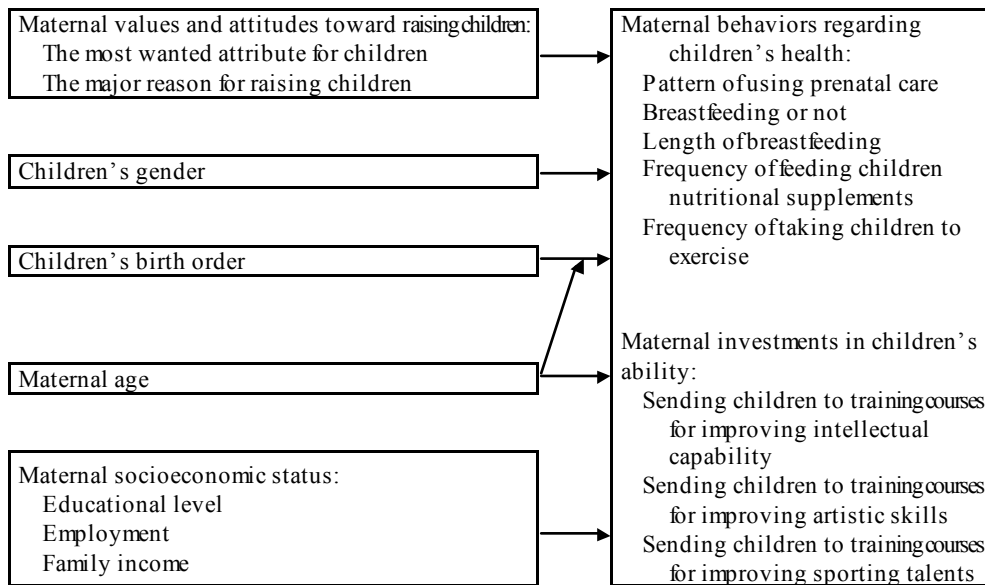 Maternal values and attitudes toward raising children:
The most wanted attribute for children
The major reason for raising children
Children's gender
Children's birth order
Maternal age
Maternal socioeconomic status:
Educational level
Employment
Family income
Maternal behaviors regarding
children's health:
Pattern of using prenatal care
Breastfeeding or not
Length of breastfeeding
Frequency of feeding children
nutritional supplements
Frequency of taking children to
exercise
Maternal investments in children's
ability:
Sending children to training courses
for improving intellectual
capability
Sending children to training courses
for improving artistic skills
Sending children to training courses
for improving sporting talents